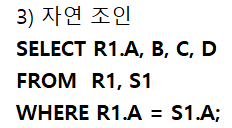 3) 자연 조인
SELECT R1.A, B, C, D
FROM R1, S1
WHERE R1.A = S1.A;